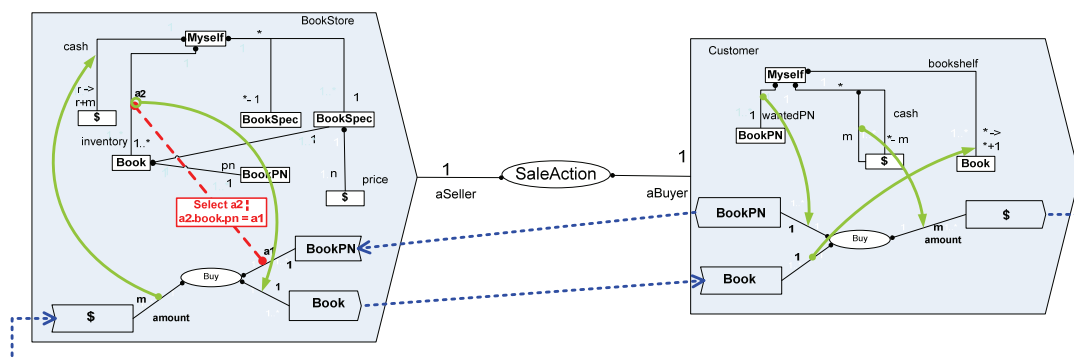 BookStore
Myself
*
cash
r ->
r+m
$
a2
*- 1
BookSpec
1
BookSpec
inventory
1..*
1
Book
pn
1
BookPN
n
$
price
Select a2 ¦
a2.book.pn = a1
a1
1
BookPN
Buy
1
Book
m
amount
$
1
aSeller
SaleAction
1
aBuyer
Customer
bookshelf
Myself
*
1
wantedPN
BookPN
m
cash
*- m
$
*->
*+1
Book
BookPN
1
$
m
amount
Buy
1
Book